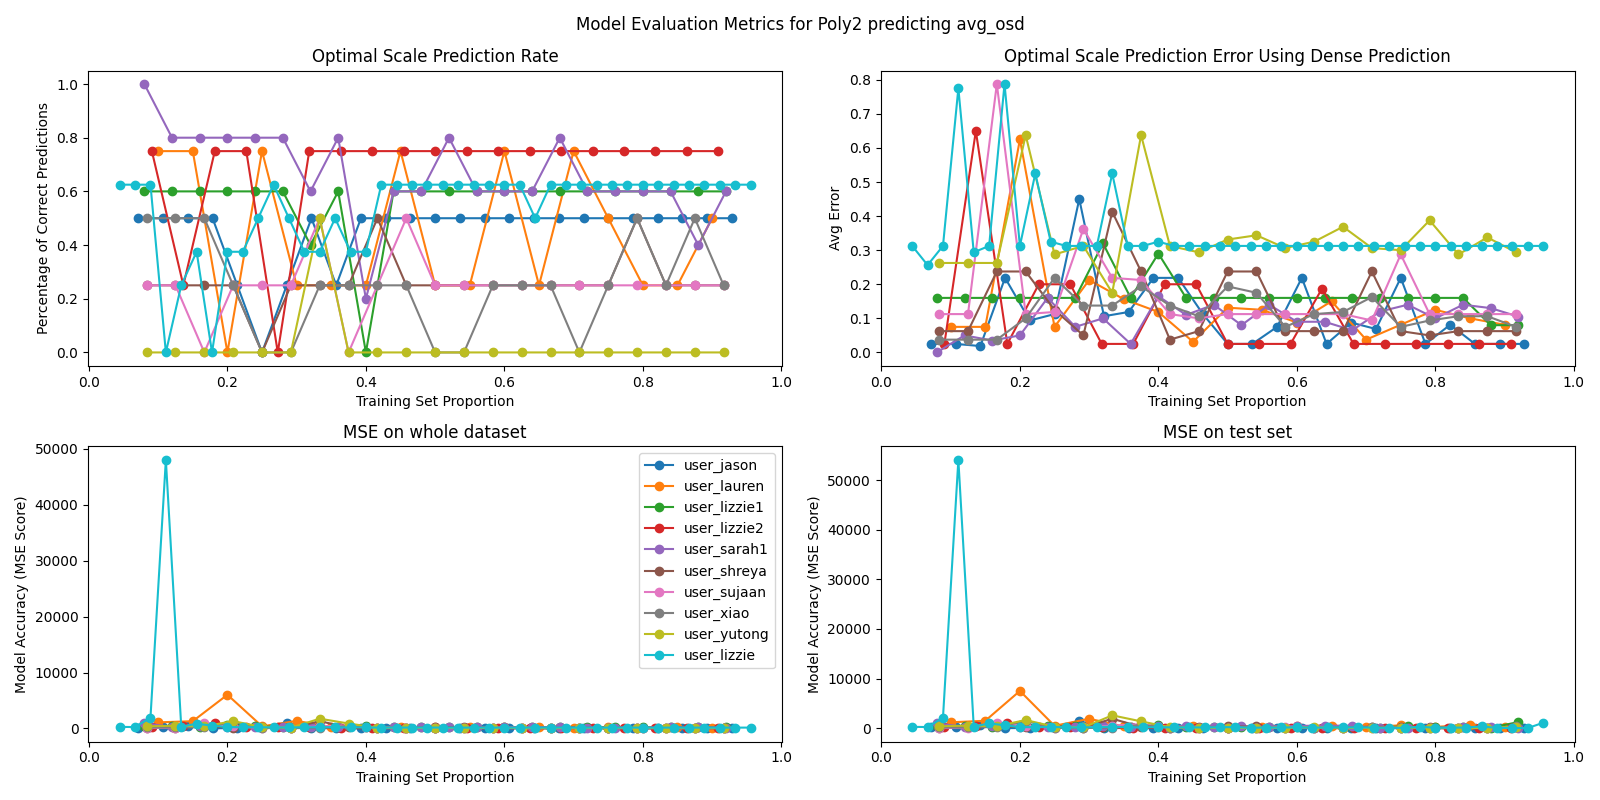 Model Evaluation Metrics for Poly2 predicting avg_osd
Optimal Scale Prediction Rate
Percentage of Correct Predictions
1.0
0.8
0.6
0.4
0.2
0.0
0.0 0.2 0.4 0.6 0.8 1.0
Training Set Proportion
Optimal Scale Prediction Error Using Dense Prediction
Avg Error
0.8
0.7
0.6
0.5
0.4
0.3
0.2
0.1
0.0
0.0 0.2 0.4 0.6 0.8 1.0
Training Set Proportion
MSE on whole dataset
Model Accuracy (MSE Score)
50000
40000
30000
20000
10000
0
0.0 0.2 0.4 0.6 0.8 1.0
Training Set Proportion
user_jason
user_lauren
user_lizzie1
user_lizzie2
user_sarah1
user_shreya
user_sujaan
user_xiao
user_yutong
user_lizzie
MSE on test set
Model Accuracy (MSE Score)
50000
40000
30000
20000
10000
0
0.0 0.2 0.4 0.6 0.8 1.0
Training Set Proportion